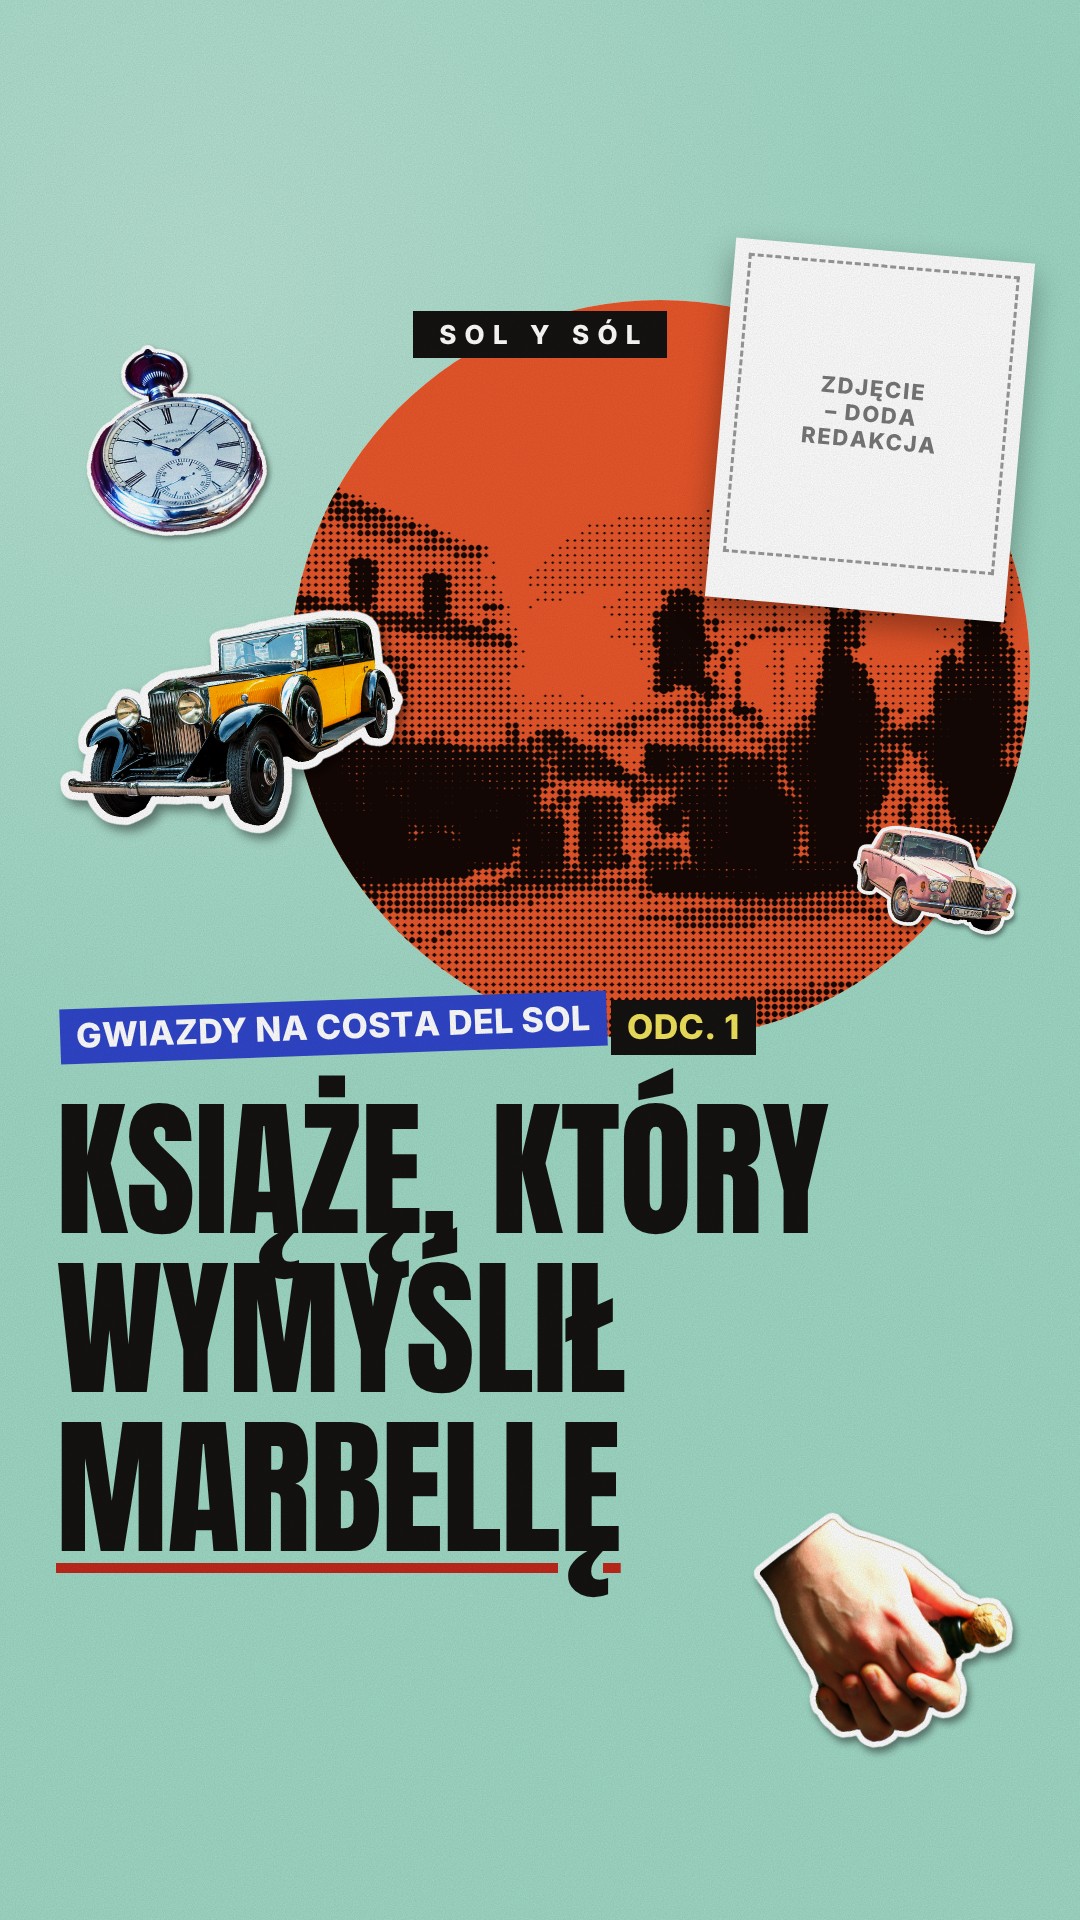 SOL Y SÓL
ZDJĘCIE
– DODA
REDAKCJA
GWIAZDY NA COSTA DEL SOL
ODC. 1
KSIĄŻĘ, KTÓRY
WYMYŚLIŁ
MARBELLĘ